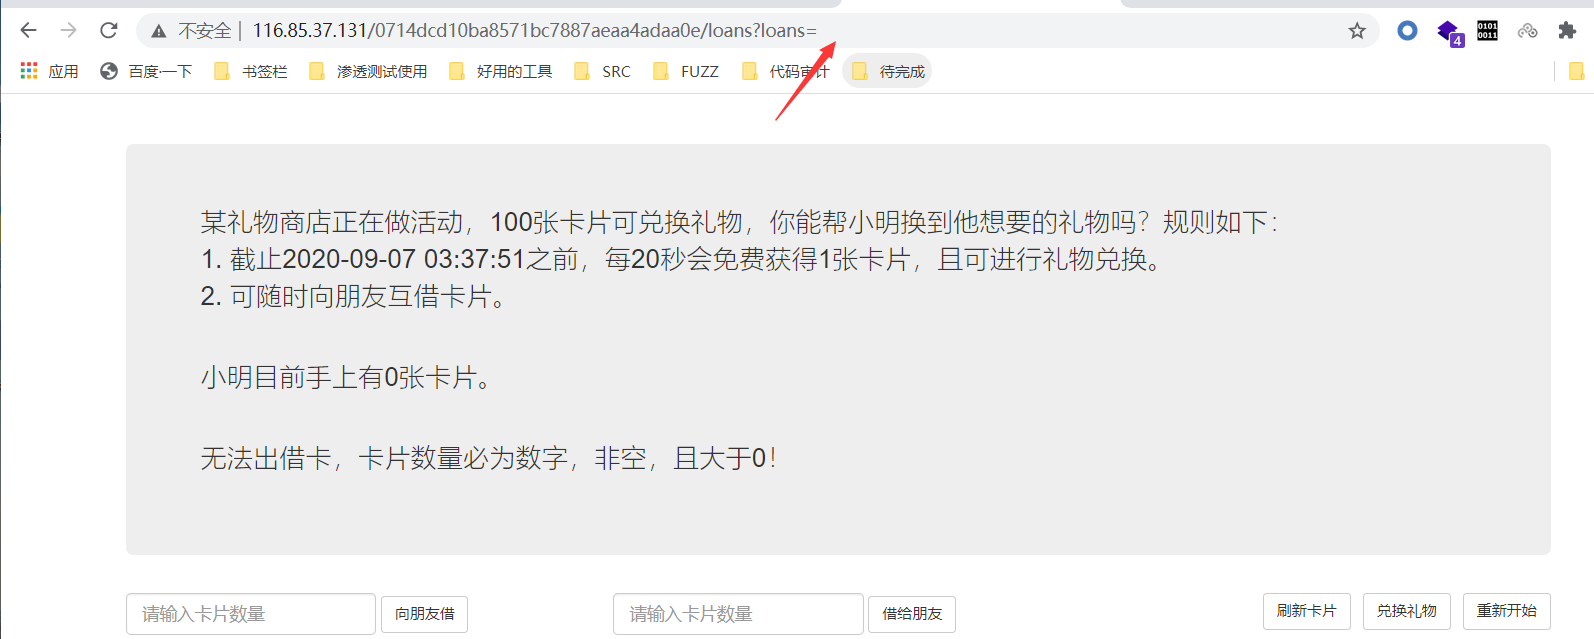 不安全 | 116.85.37.131/0714dcd10ba8571bc7887aeaa4adaa0e/loans?loans=
4
0101
0011
应用 百度一下 书签栏 渗透测试使用 好用的工具 SRC FUZZ 代码审计 待完成
某礼物商店正在做活动，100张卡片可兑换礼物，你能帮小明换到他想要的礼物吗？规则如下：
1. 截止2020-09-07 03:37:51之前，每20秒会免费获得1张卡片，且可进行礼物兑换。
2. 可随时向朋友互借卡片。
小明目前手上有0张卡片。
无法出借卡，卡片数量必为数字，非空，且大于0！
请输入卡片数量 向朋友借 请输入卡片数量 借给朋友 刷新卡片 兑换礼物 重新开始